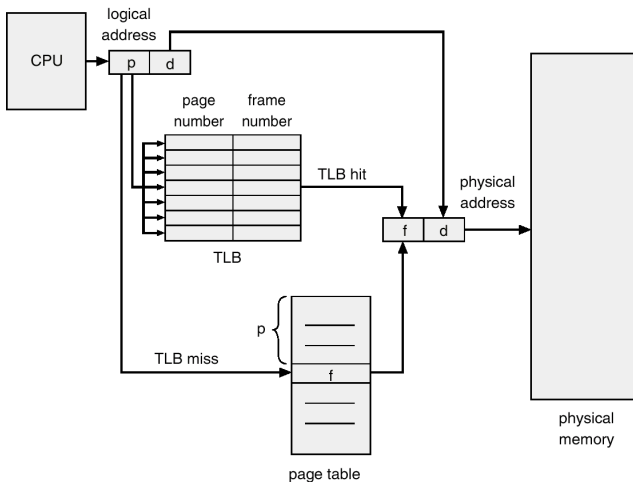 logical
address
CPU
p d
page
number
frame
number
TLB hit
physical
address
f d
TLB
p
TLB miss
f
page table
physical
memory